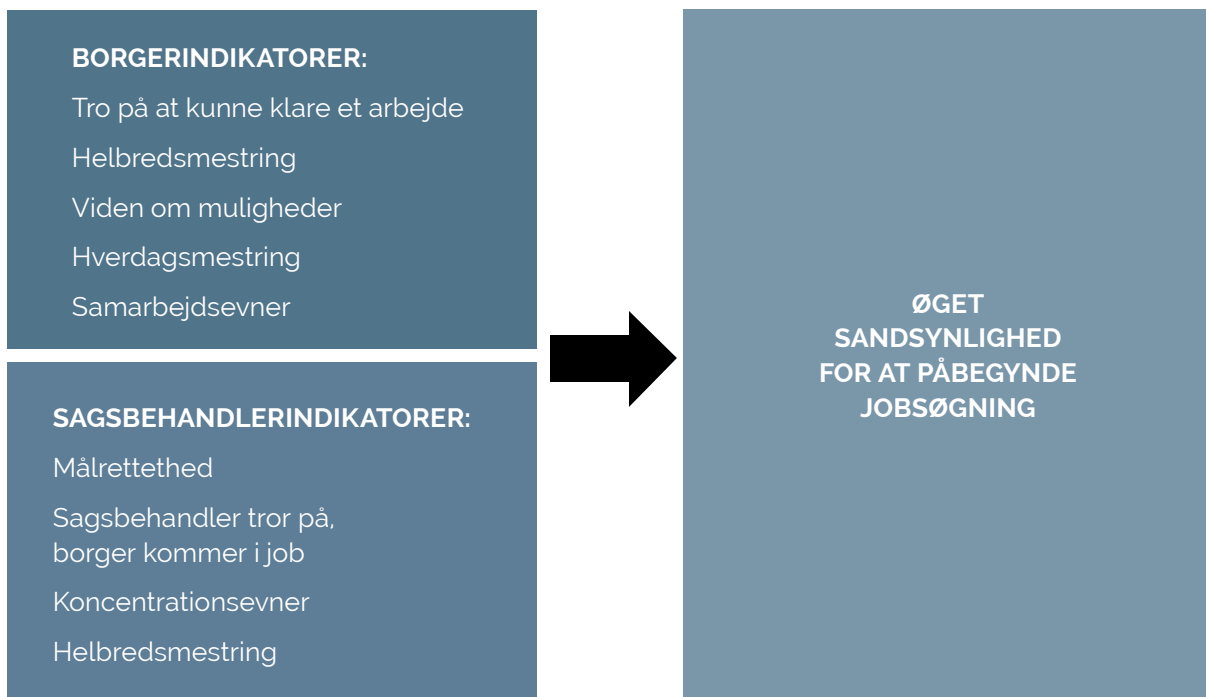 BORGERINDIKATORER:
Tro på at kunne klare et arbejde
Helbredsmestring
Viden om muligheder
Hverdagsmestring
Samarbejdsevner
SAGSBEHANDLERINDIKATORER:
Målrettethed
Sagsbehandler tror på,
borger kommer i job
Koncentrationsevner
Helbredsmestring
ØGET
SANDSYNLIGHED
FOR AT PÅBEGYNDE
JOBSØGNING